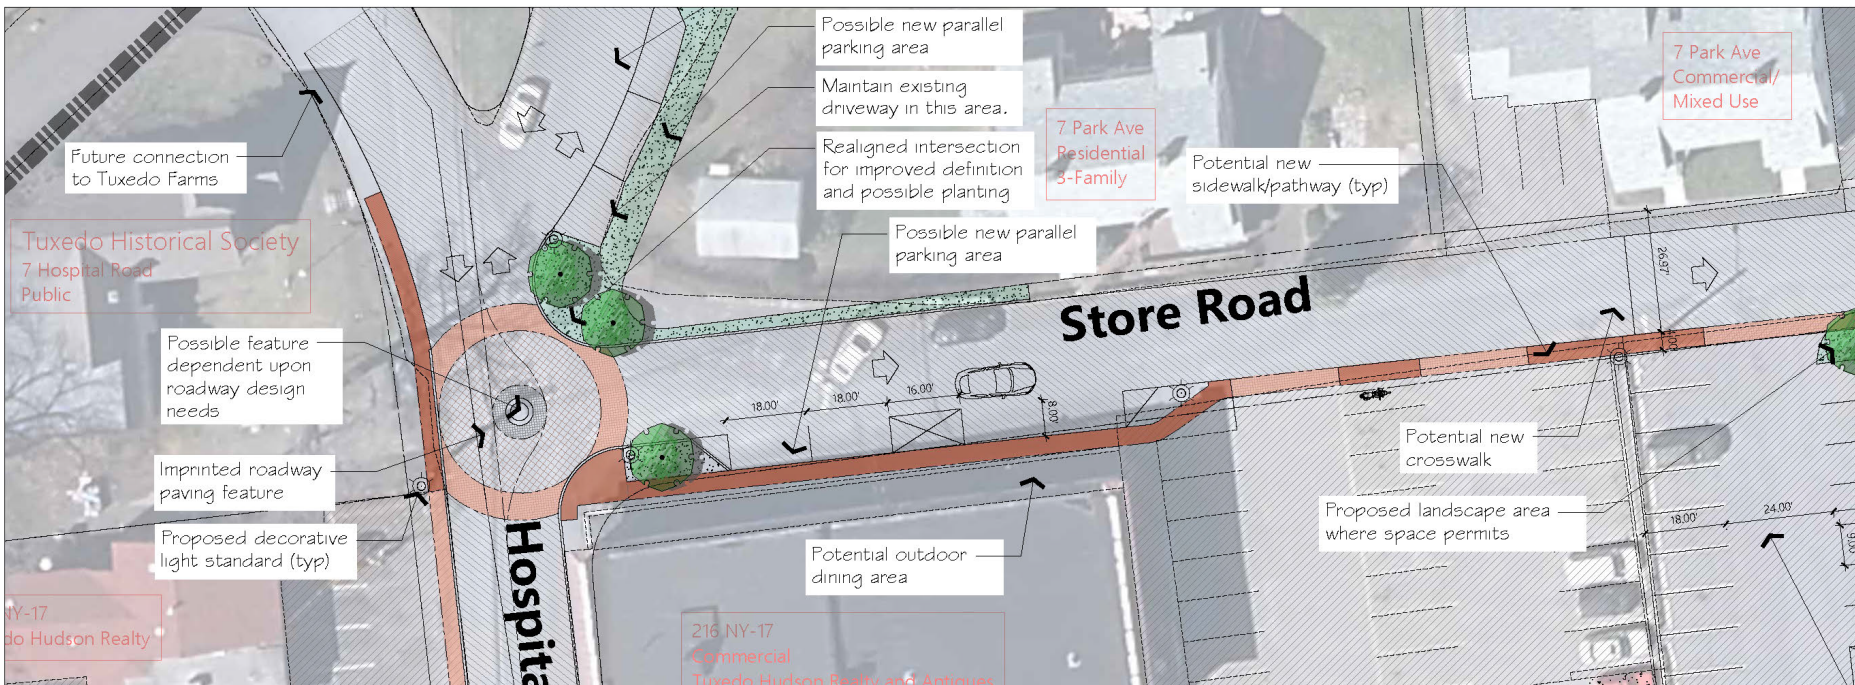 Possible new parallel
parking area
Maintain existing
driveway in this area.
Realigned intersection
for improved definition
and possible planting
7 Park Ave
Residential
3-Family
7 Park Ave
Commercial/
Mixed Use
Potential new
sidewalk/pathway (typ)
Future connection
to Tuxedo Farms
Tuxedo Historical Society
7 Hospital Road
Public
Possible new parallel
parking area
Store Road
26.97'
Possible feature
dependent upon
roadway design
needs
18.00'
18.00'
16.00'
8.00'
Imprinted roadway
paving feature
Potential new
crosswalk
Proposed decorative
light standard (typ)
Hospita
Potential outdoor
dining area
Proposed landscape area
where space permits
18.00'
24.00'
9.00'
NY-17
do Hudson Realty
216 NY-17
Commercial
Tuxedo Hudson Realty and Antiques